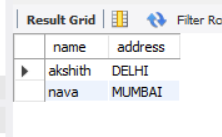 Result Grid Filter Ro
name address
akshith DELHI
nava MUMBAI